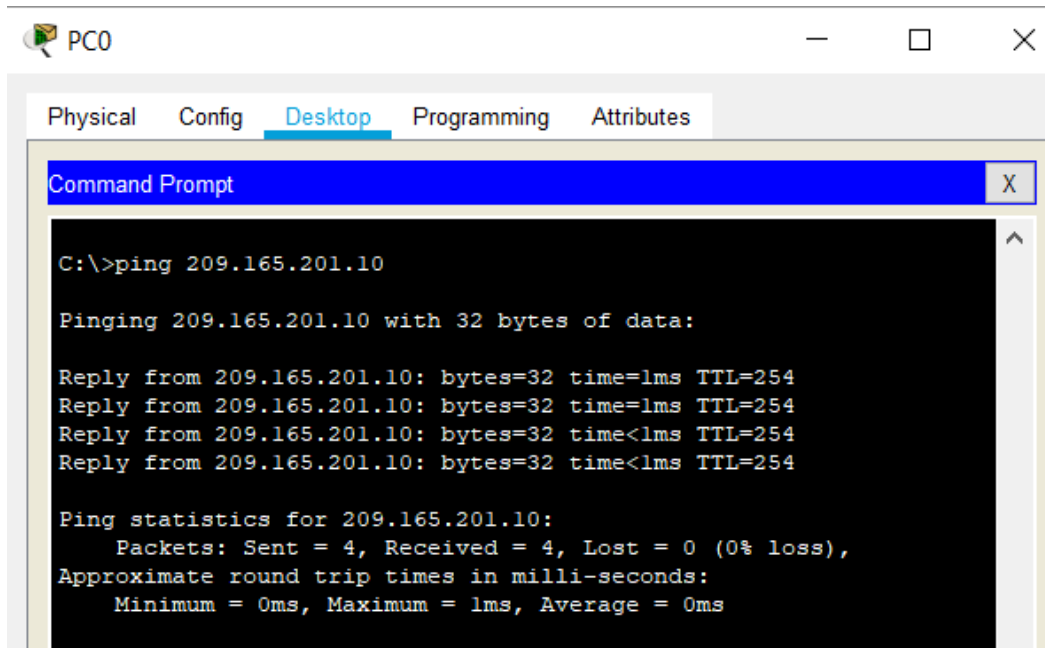 PC0
Physical Config Desktop Programming Attributes
Command Prompt X
C:\>ping 209.165.201.10
Pinging 209.165.201.10 with 32 bytes of data:
Reply from 209.165.201.10: bytes=32 time=1ms TTL=254
Reply from 209.165.201.10: bytes=32 time=1ms TTL=254
Reply from 209.165.201.10: bytes=32 time<1ms TTL=254
Reply from 209.165.201.10: bytes=32 time<1ms TTL=254
Ping statistics for 209.165.201.10:
Packets: Sent = 4, Received = 4, Lost = 0 (0% loss),
Approximate round trip times in milli-seconds:
Minimum = 0ms, Maximum = 1ms, Average = 0ms